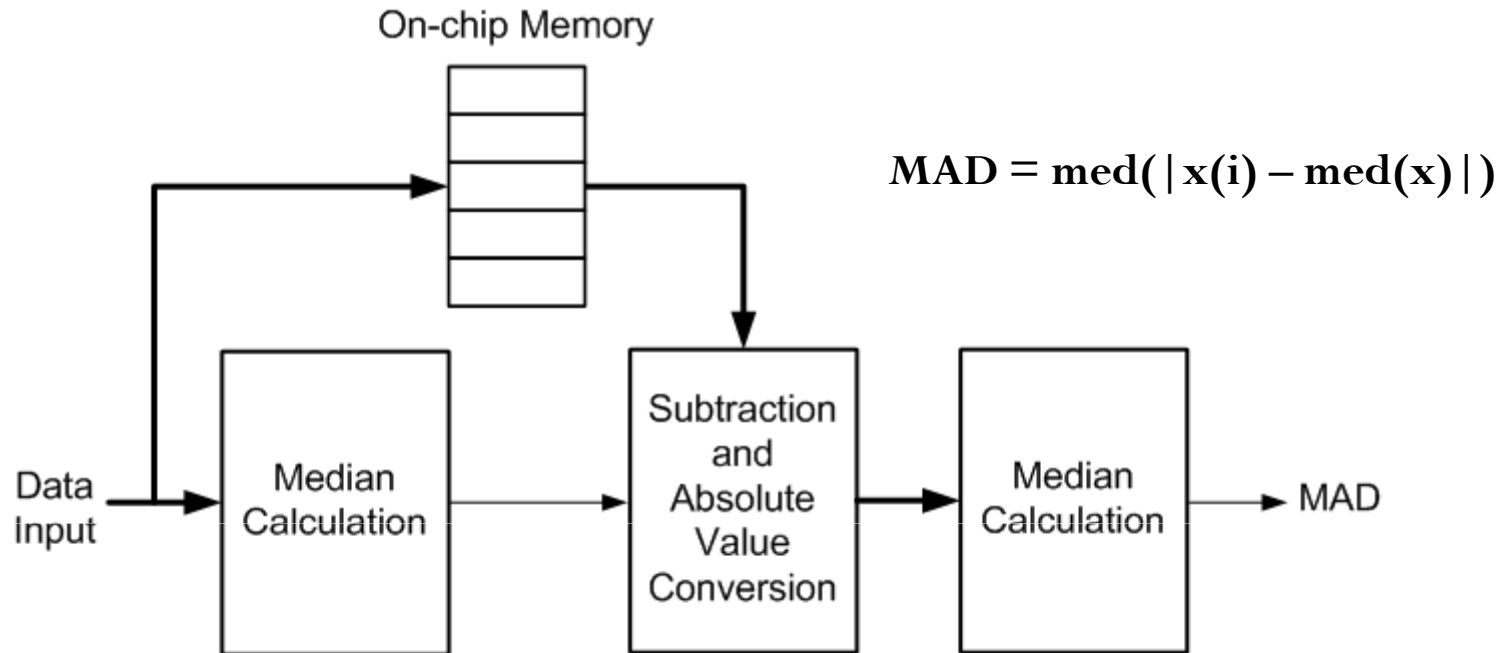 On-chip Memory
MAD = med(|x(i) – med(x)|)
Data
Input
Median
Calculation
Subtraction
and
Absolute
Value
Conversion
Median
Calculation
MAD